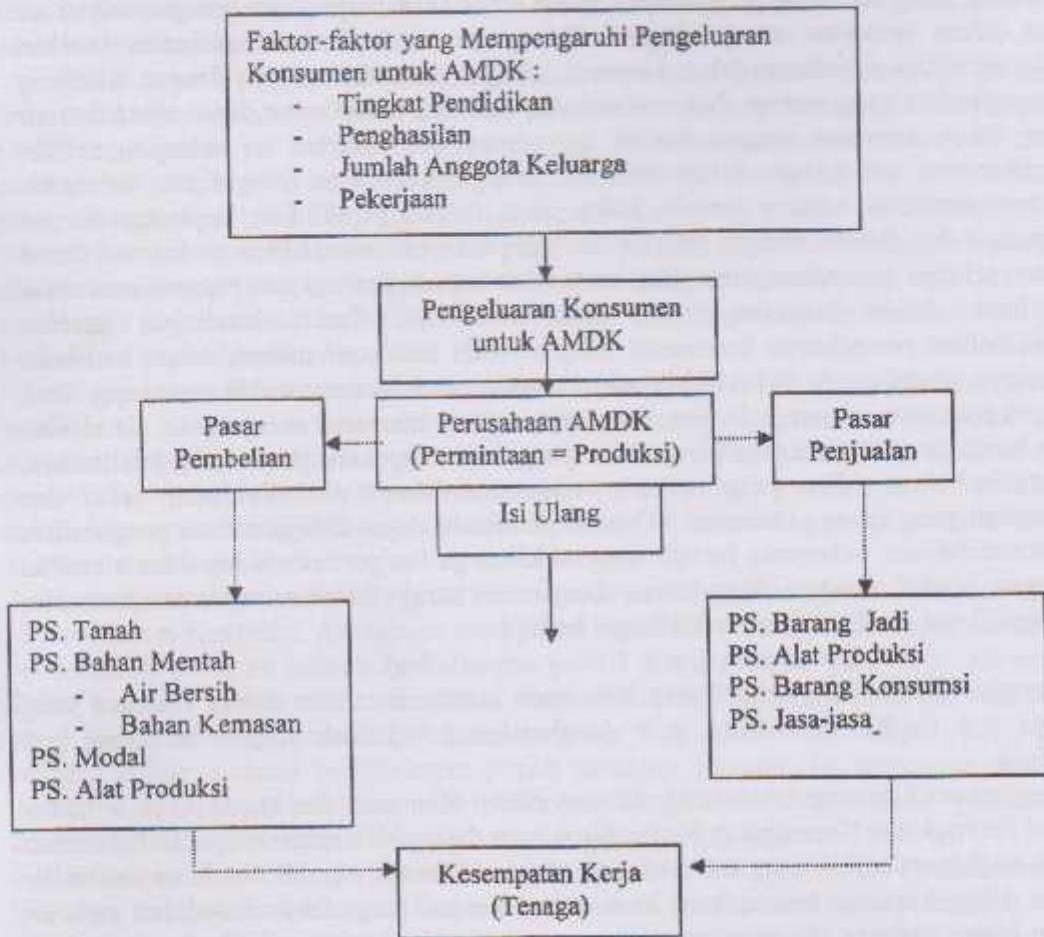 Faktor-faktor yang Mempengaruhi Pengeluaran
Konsumen untuk AMDK :
- Tingkat Pendidikan
- Penghasilan
- Jumlah Anggota Keluarga
- Pekerjaan
Pengeluaran Konsumen
untuk AMDK
Pasar
Pembelian
Perusahaan AMDK
(Permintaan = Produksi)
Pasar
Penjualan
Isi Ulang
PS. Tanah
PS. Bahan Mentah
- Air Bersih
- Bahan Kemasan
PS. Modal
PS. Alat Produksi
PS. Barang Jadi
PS. Alat Produksi
PS. Barang Konsumsi
PS. Jasa-jasa
Kesempatan Kerja
(Tenaga)